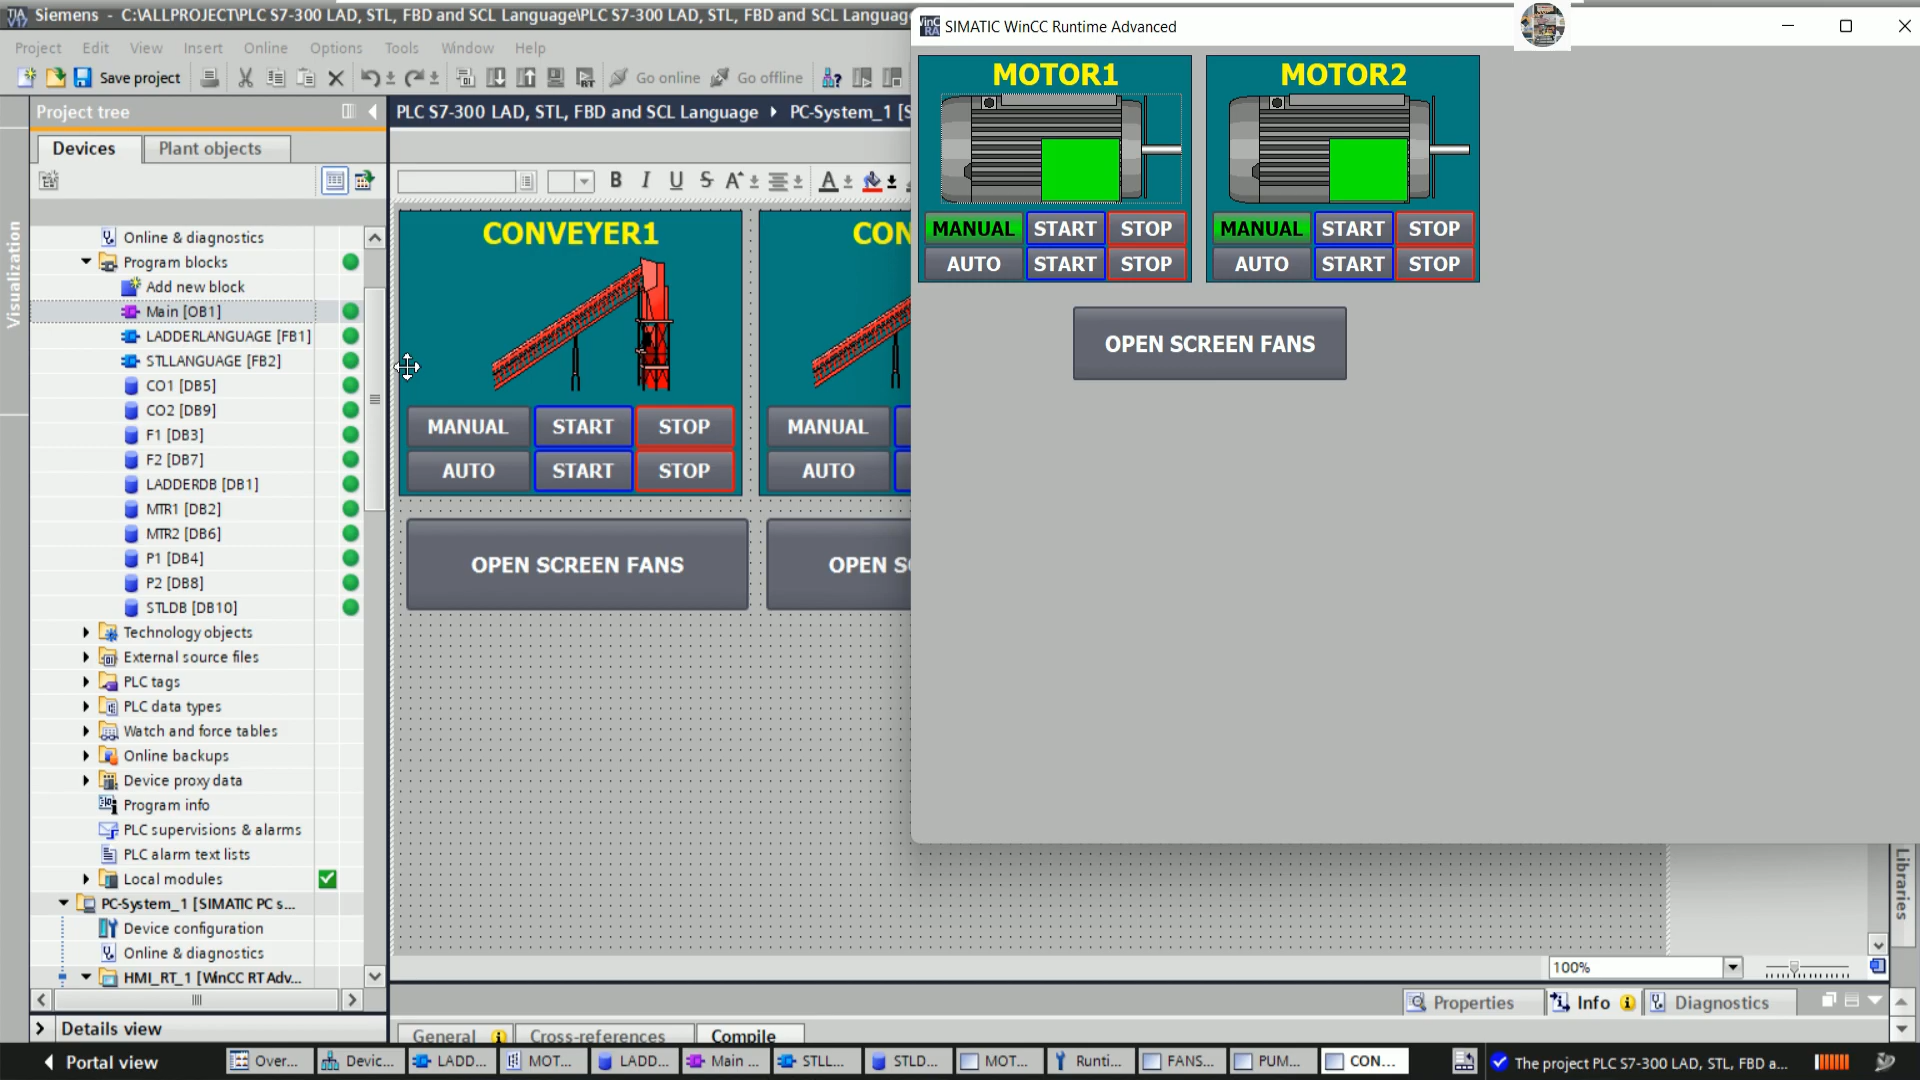 Siemens - C:\ALLPROJECT\PLC S7-300 LAD, STL, FBD and SCL Language\PLC S7-300 LAD, STL, FBD and SCL Languag
Project Edit View Insert Online Options Tools Window Help
Save project
Go online
Go offline
Project tree
PLC S7-300 LAD, STL, FBD and SCL Language
PC-System_1 [S
Devices
Plant objects
Visualization
Online & diagnostics
Program blocks
Add new block
Main [OB1]
LADDERLANGUAGE [FB1]
STLLANGUAGE [FB2]
CO1 [DB5]
CO2 [DB9]
F1 [DB3]
F2 [DB7]
LADDERDB [DB1]
MTR1 [DB2]
MTR2 [DB6]
P1 [DB4]
P2 [DB8]
STLDB [DB10]
Technology objects
External source files
PLC tags
PLC data types
Watch and force tables
Online backups
Device proxy data
Program info
PLC supervisions & alarms
PLC alarm text lists
Local modules
PC-System_1 [SIMATIC PC s...
Device configuration
Online & diagnostics
HMI_RT_1 [WinCC RT Adv...
Details view
B I U S A A
CONVEYER1
MANUAL START STOP
AUTO START STOP
OPEN SCREEN FANS
CON
MANUAL
AUTO
OPEN S
SIMATIC WinCC Runtime Advanced
MOTOR1
MANUAL START STOP
AUTO START STOP
MOTOR2
MANUAL START STOP
AUTO START STOP
OPEN SCREEN FANS
Libraries
100%
Properties Info Diagnostics
General Cross-references Compile
Portal view
Over...
Devic...
LADD...
MOT...
LADD...
Main ...
STLL...
STLD...
MOT...
Runti...
FANS...
PUM...
CON...
The project PLC S7-300 LAD, STL, FBD a...